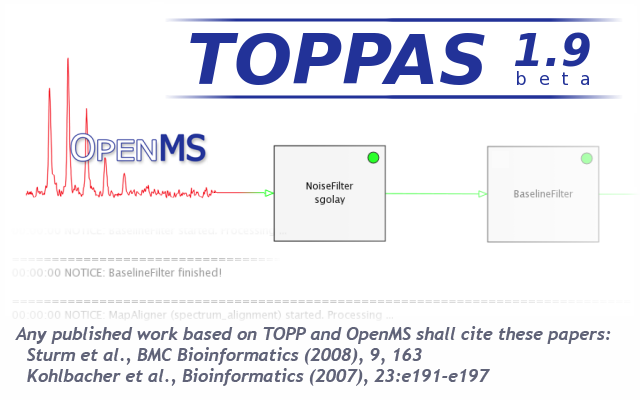 TOPPAS 1.9
beta
OPENMS
NoiseFilter
sgolay
BaselineFilter
00:00:00 NOTICE: BaselineFilter started. Processing ...
00:00:00 NOTICE: BaselineFilter finished!
00:00:00 NOTICE: MapAligner (spectrum_alignment) started. Processing ...
Any published work based on TOPP and OpenMS shall cite these papers:
Sturm et al., BMC Bioinformatics (2008), 9, 163
Kohlbacher et al., Bioinformatics (2007), 23:e191-e197